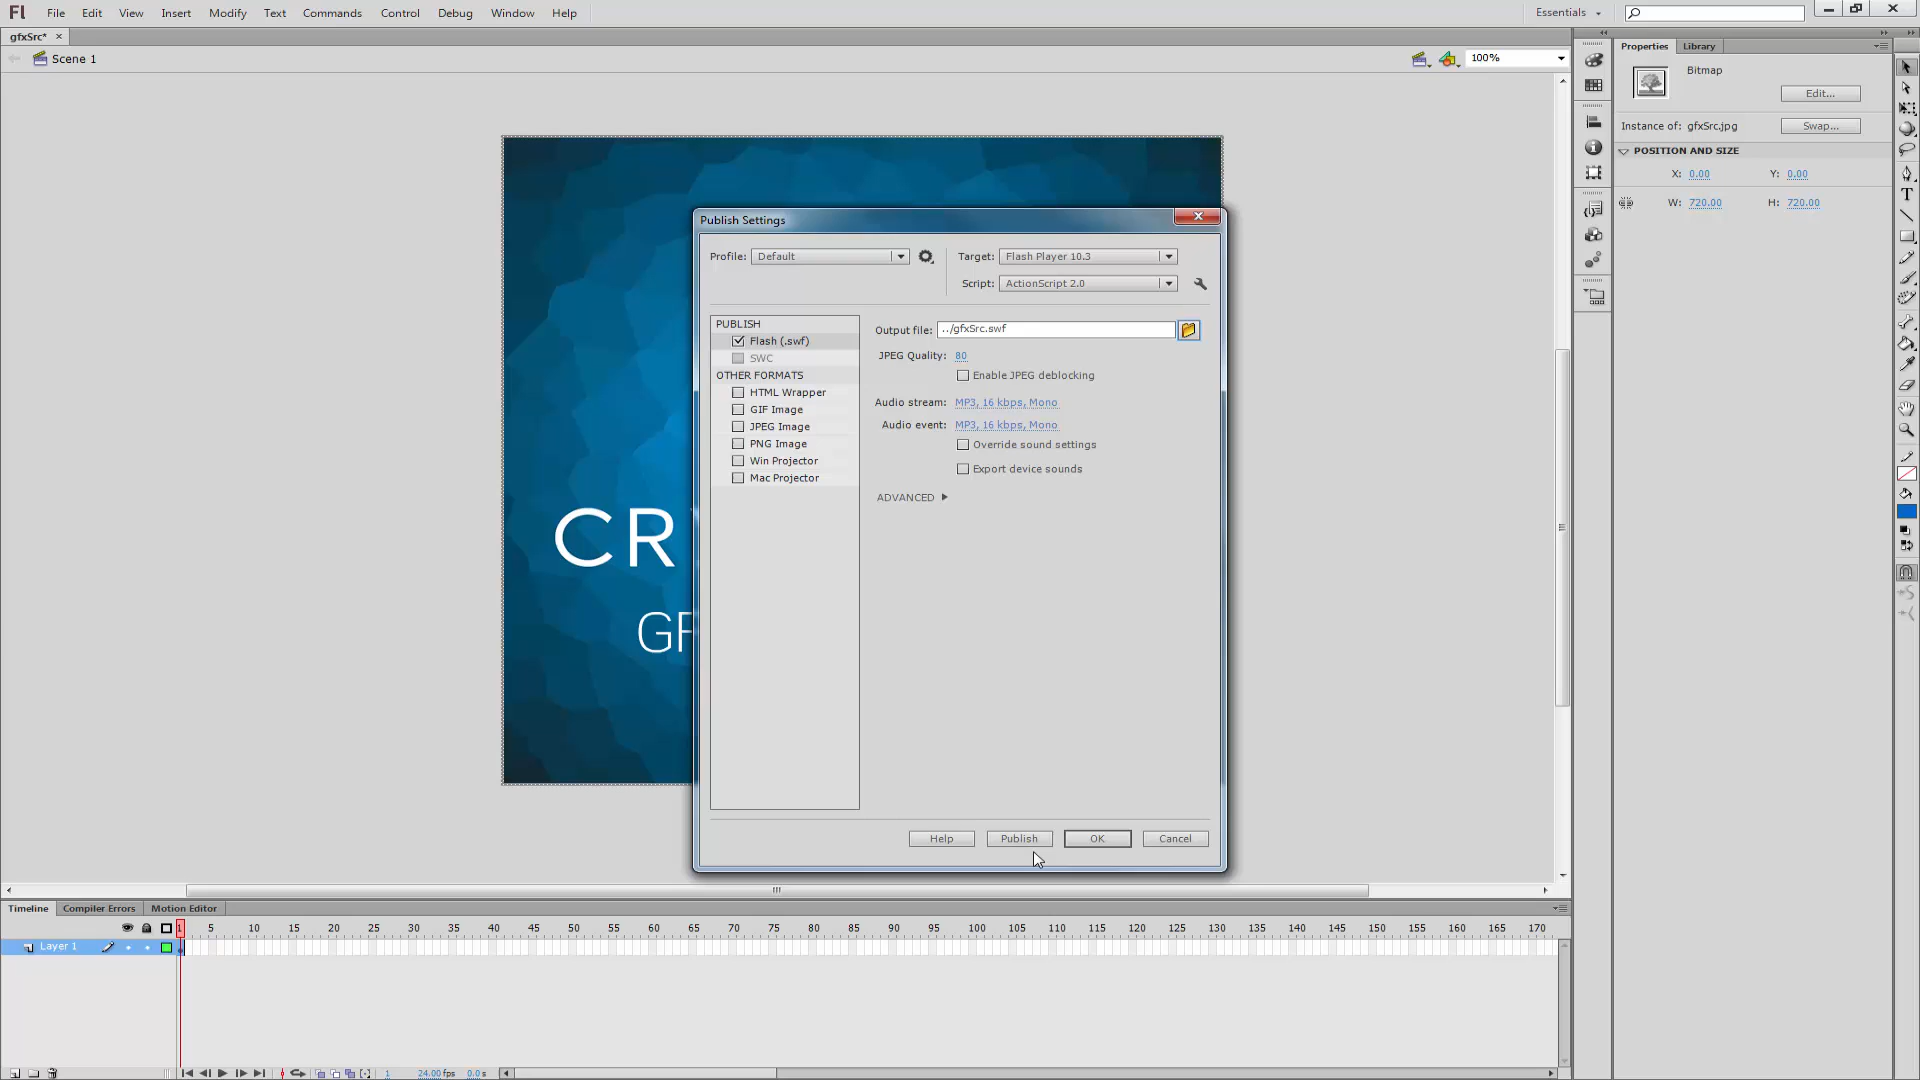 Fl File Edit View Insert Modify Text Commands Control Debug Window Help Essentials
gfxSrc* ×
Scene 1 100%
Properties Library
Bitmap
Edit...
Instance of: gfxSrc.jpg Swap...
POSITION AND SIZE
X: 0.00 Y: 0.00
W: 720.00 H: 720.00
CR
GF
Publish Settings
Profile: Default Target: Flash Player 10.3
Script: ActionScript 2.0
PUBLISH
Flash (.swf)
SWC
OTHER FORMATS
HTML Wrapper
GIF Image
JPEG Image
PNG Image
Win Projector
Mac Projector
Output file: ../gfxSrc.swf
JPEG Quality: 80
Enable JPEG deblocking
Audio stream: MP3, 16 kbps, Mono
Audio event: MP3, 16 kbps, Mono
Override sound settings
Export device sounds
ADVANCED
Help Publish OK Cancel
Timeline Compiler Errors Motion Editor
1 5 10 15 20 25 30 35 40 45 50 55 60 65 70 75 80 85 90 95 100 105 110 115 120 125 130 135 140 145 150 155 160 165 170
Layer 1
1 24.00 fps 0.0 s